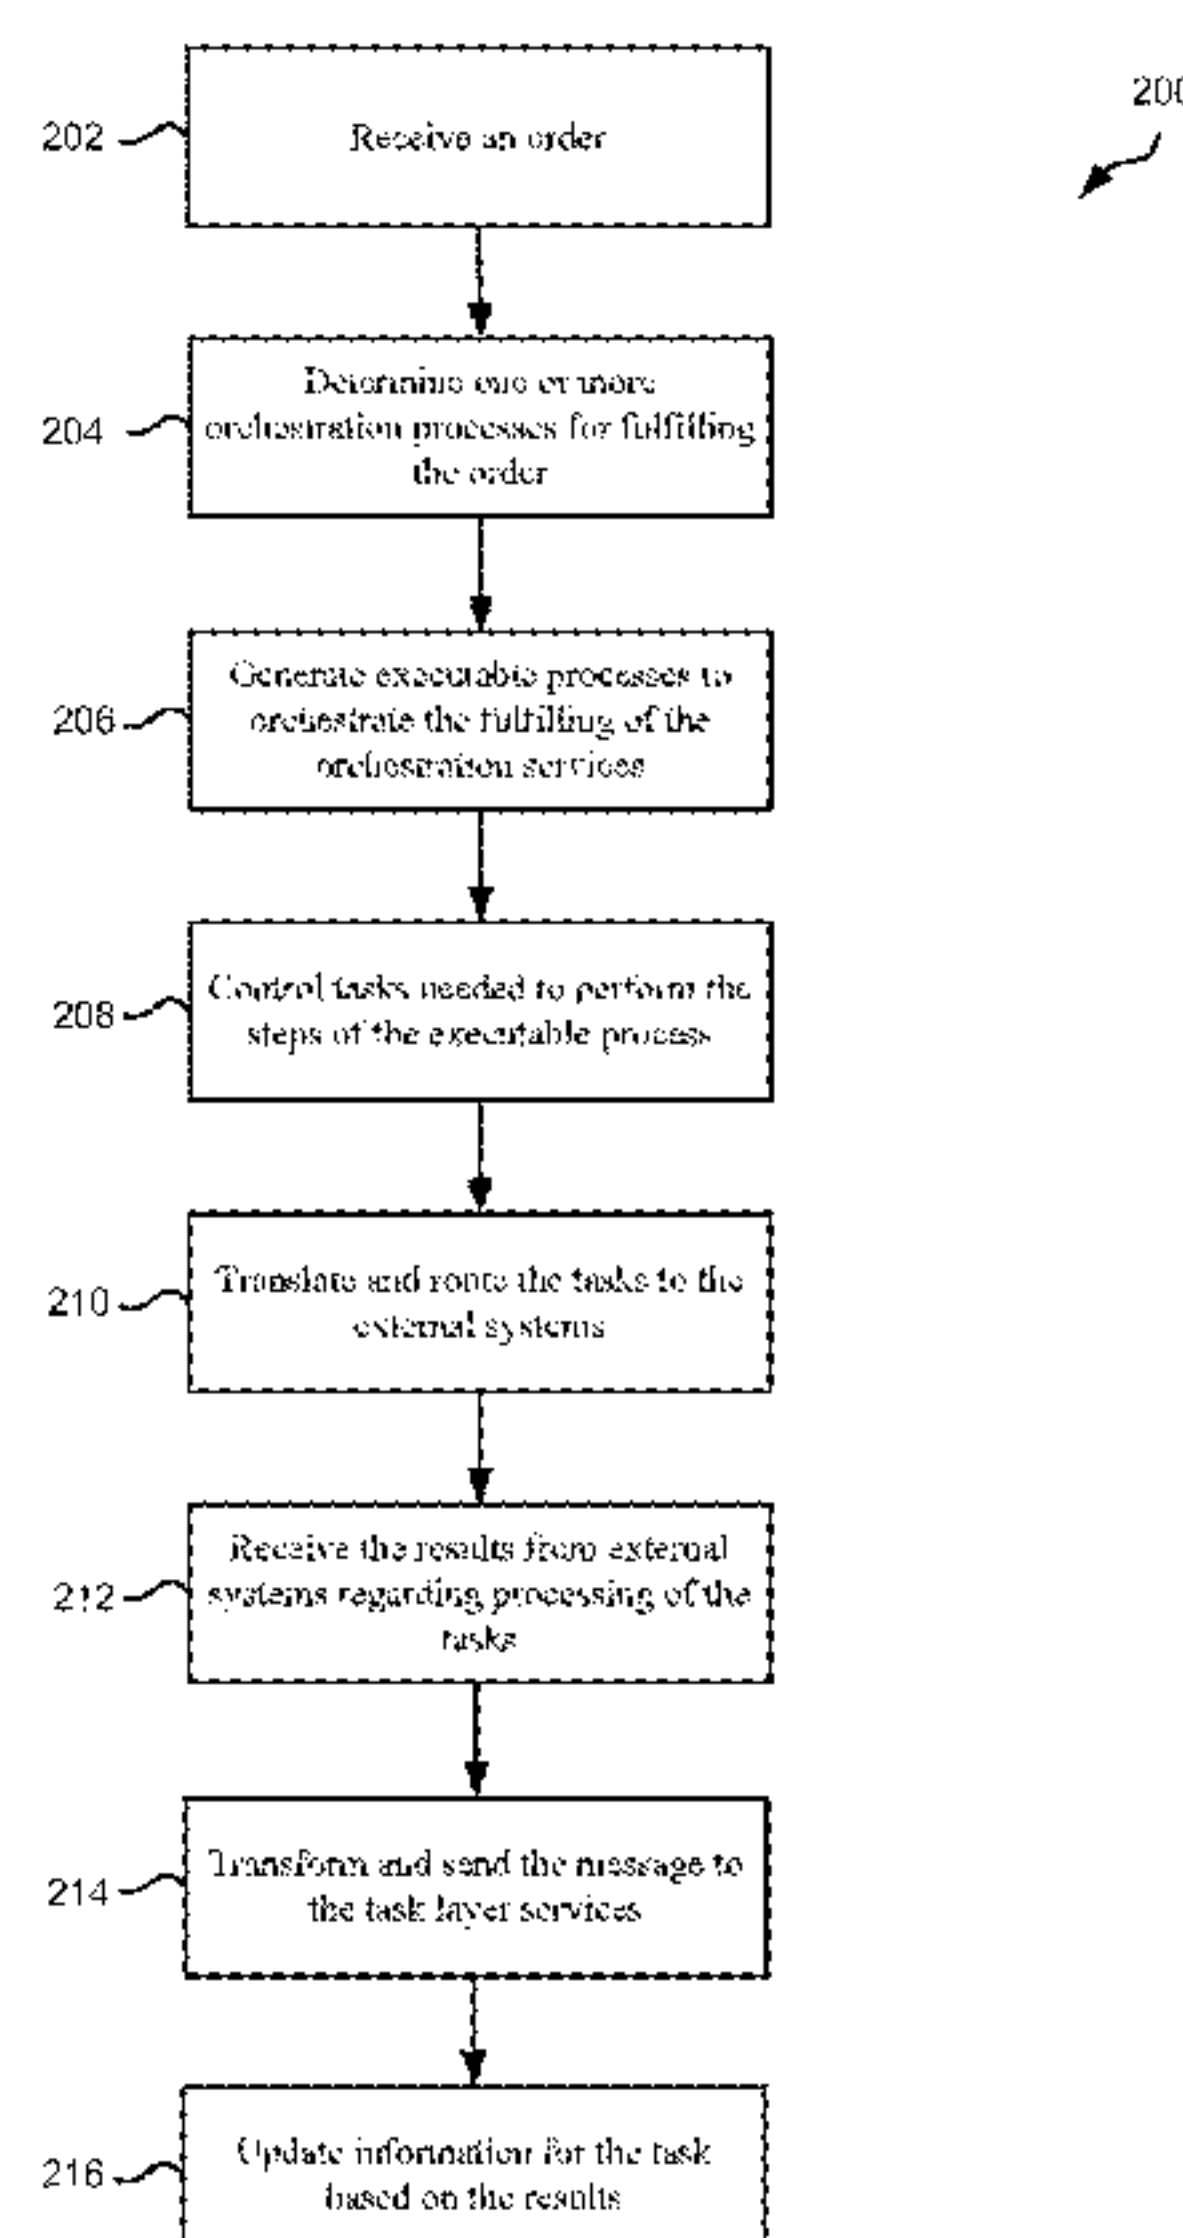 200
202
Receive an order
204
Determine one or more
orchestration processes for fulfilling
the order
206
Generate executable processes to
orchestrate the fulfilling of the
orchestration services
208
Control tasks needed to perform the
steps of the executable process
210
Translate and route the tasks to the
external systems
212
Receive the results from external
systems regarding processing of the
tasks
214
Transform and send the message to
the task layer services
216
Update information for the task
based on the results